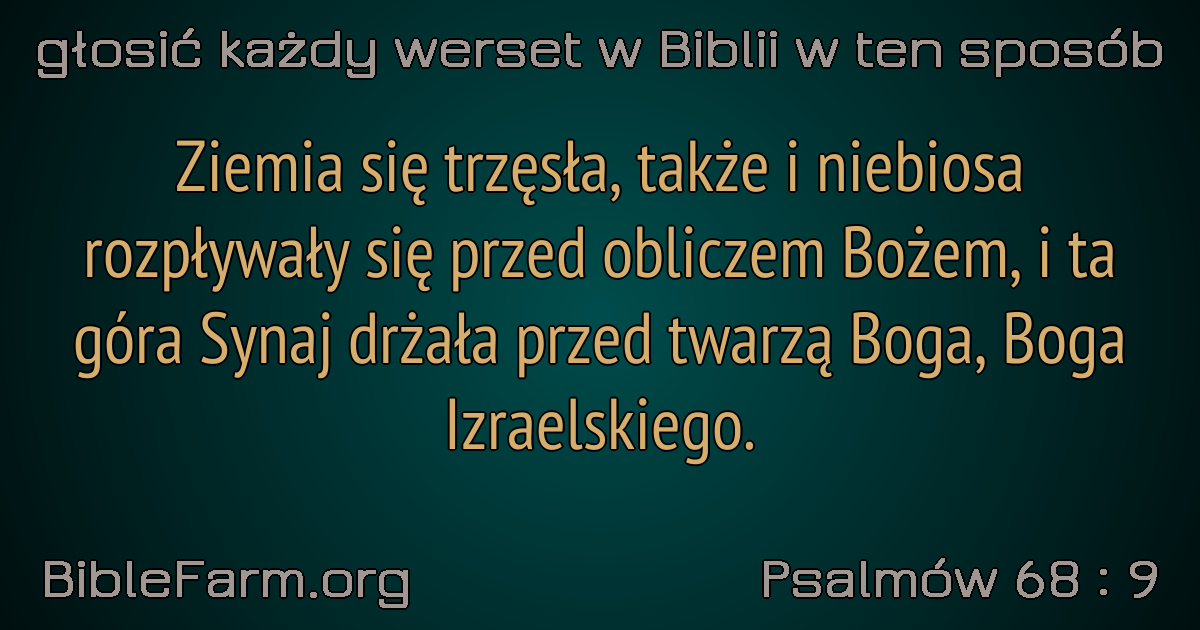 głosić każdy werset w Biblii w ten sposób
Ziemia się trzęsła, także i niebiosa
rozpływały się przed obliczem Bożem, i ta
góra Synaj drżała przed twarzą Boga, Boga
Izraelskiego.
BibleFarm.org
Psalmów 68 : 9